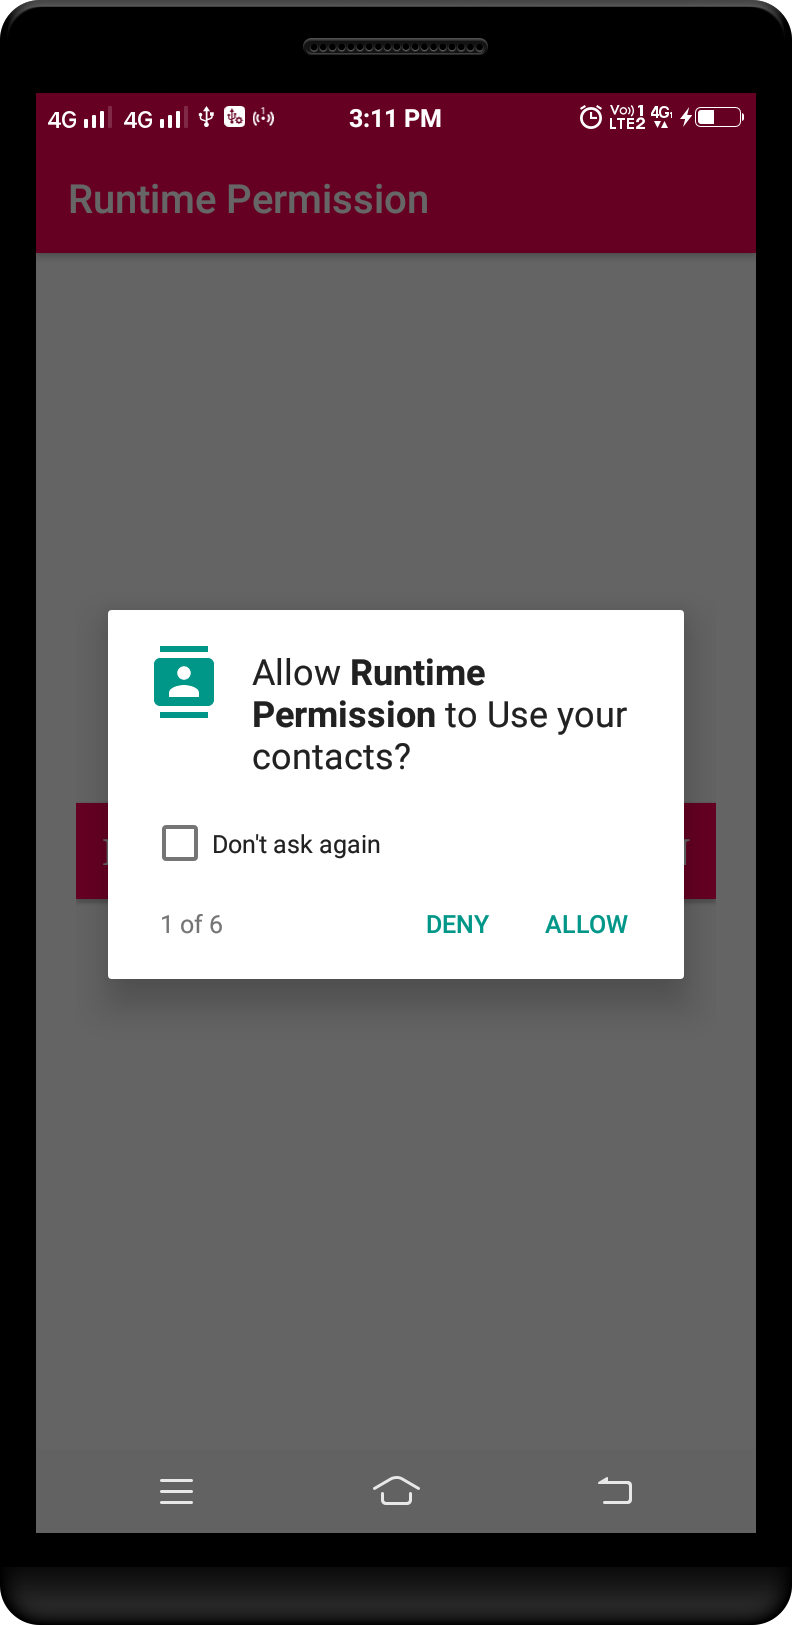 4G 4G 3:11 PM Vo)) 1 LTE2 4G
Runtime Permission
Allow Runtime
Permission to Use your
contacts?
Don't ask again
1 of 6 DENY ALLOW